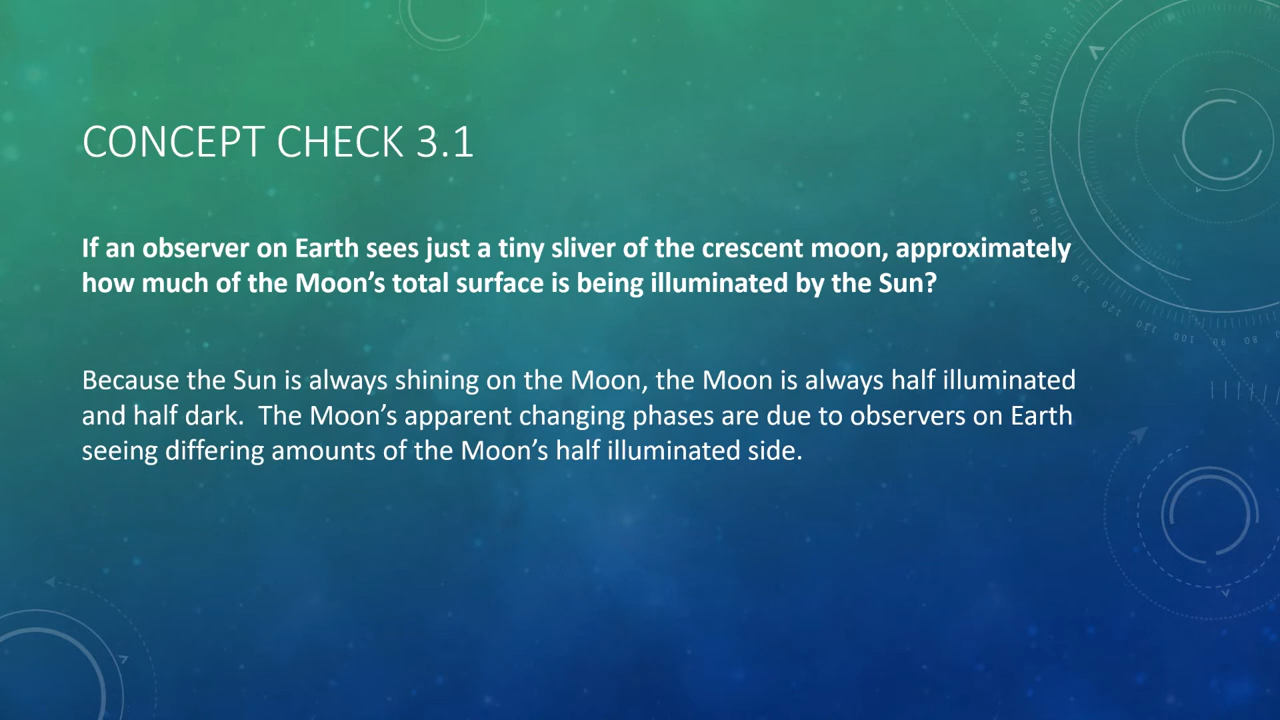 CONCEPT CHECK 3.1
If an observer on Earth sees just a tiny sliver of the crescent moon, approximately
how much of the Moon’s total surface is being illuminated by the Sun?
Because the Sun is always shining on the Moon, the Moon is always half illuminated
and half dark.  The Moon’s apparent changing phases are due to observers on Earth
seeing differing amounts of the Moon’s half illuminated side.